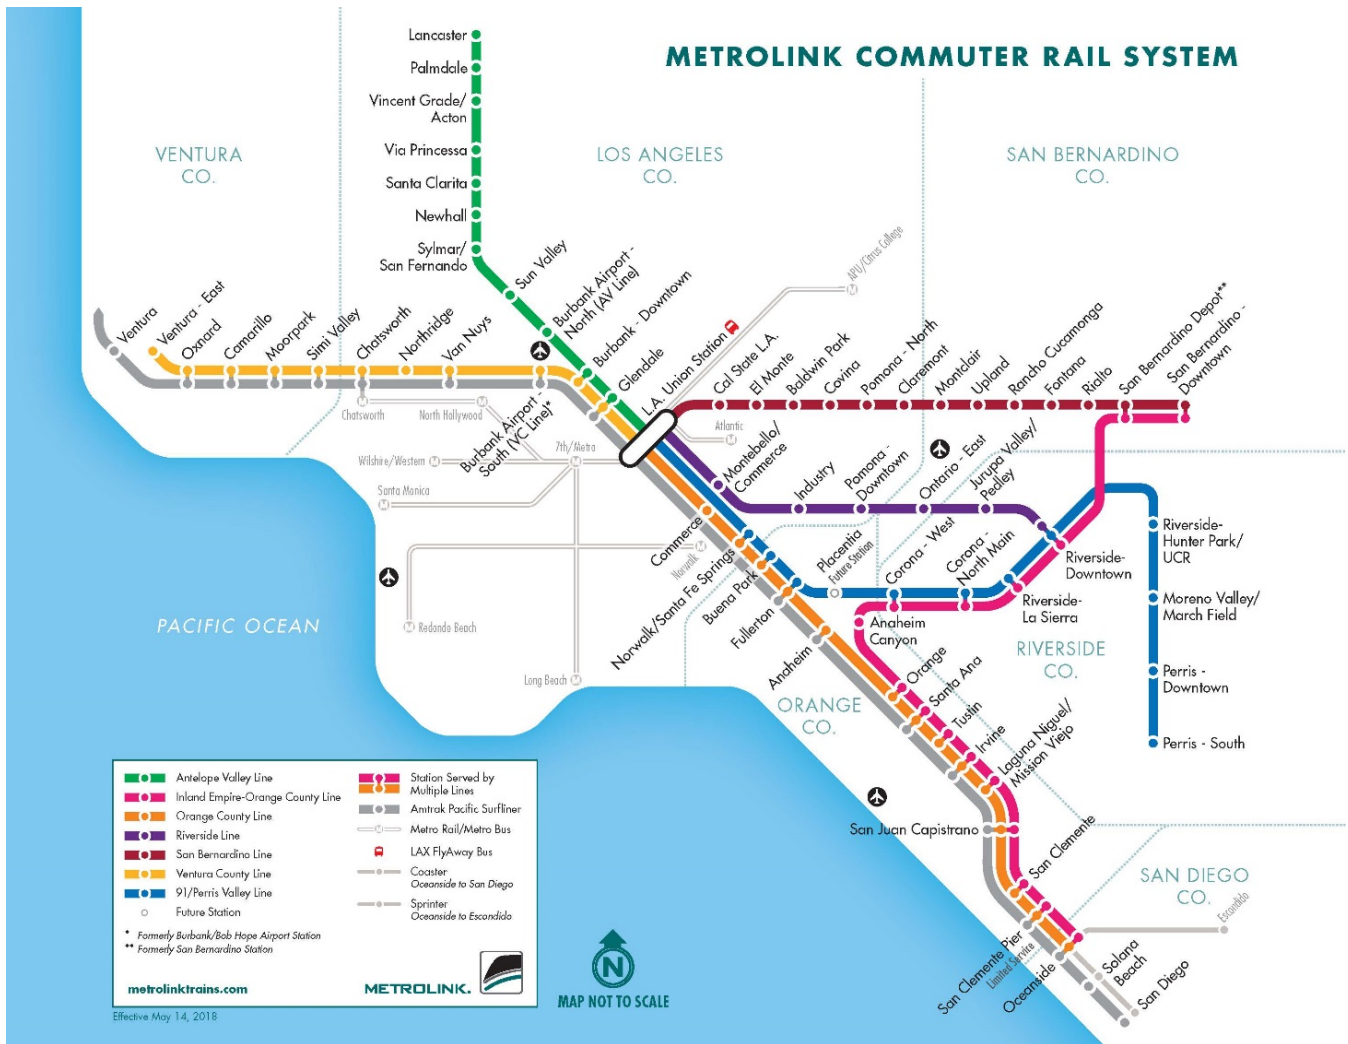 METROLINK COMMUTER RAIL SYSTEM
Lancaster
Palmdale
Vincent Grade/
Acton
Via Princessa
Santa Clarita
Newhall
Sylmar/
San Fernando
VENTURA
CO.
LOS ANGELES
CO.
SAN BERNARDINO
CO.
Sun Valley
Burbank Airport -
North (AV Line)
Burbank - Downtown
Glendale
L.A. Union Station
APU/Citrus College
Ventura
Ventura - East
Oxnard
Camarillo
Moorpark
Simi Valley
Chatsworth
Northridge
Van Nuys
Burbank Airport -
South (VC Line)*
Cal State L.A.
El Monte
Baldwin Park
Covina
Pomona - North
Claremont
Montclair
Upland
Rancho Cucamonga
Fontana
Rialto
San Bernardino Depot**
San Bernardino -
Downtown
Chatsworth
North Hollywood
Wilshire/Western
7th/Metro
Santa Monica
Atlantic
Norwalk
Redondo Beach
Long Beach
Montebello/
Commerce
Industry
Pomona -
Downtown
Ontario - East
Jurupa Valley/
Pedley
Riverside-
Downtown
Riverside-
Hunter Park/
UCR
Moreno Valley/
March Field
Perris -
Downtown
Perris - South
Commerce
Norwalk/Santa Fe Springs
Buena Park
Fullerton
Anaheim
Placentia
Future Station
Corona - West
Corona -
North Main
Riverside-
La Sierra
Anaheim
Canyon
RIVERSIDE
CO.
ORANGE
CO.
Orange
Santa Ana
Tustin
Irvine
Laguna Niguel/
Mission Viejo
San Juan Capistrano
San Clemente
San Clemente Pier
Limited Service
Oceanside
SAN DIEGO
CO.
Escondido
Solana
Beach
San Diego
PACIFIC OCEAN
Antelope Valley Line
Inland Empire-Orange County Line
Orange County Line
Riverside Line
San Bernardino Line
Ventura County Line
91/Perris Valley Line
Future Station
* Formerly Burbank/Bob Hope Airport Station
** Formerly San Bernardino Station
Station Served by
Multiple Lines
Amtrak Pacific Surfliner
M Metro Rail/Metro Bus
LAX FlyAway Bus
Coaster
Oceanside to San Diego
Sprinter
Oceanside to Escondido
metrolinktrains.com
METROLINK.
Effective May 14, 2018
N
MAP NOT TO SCALE